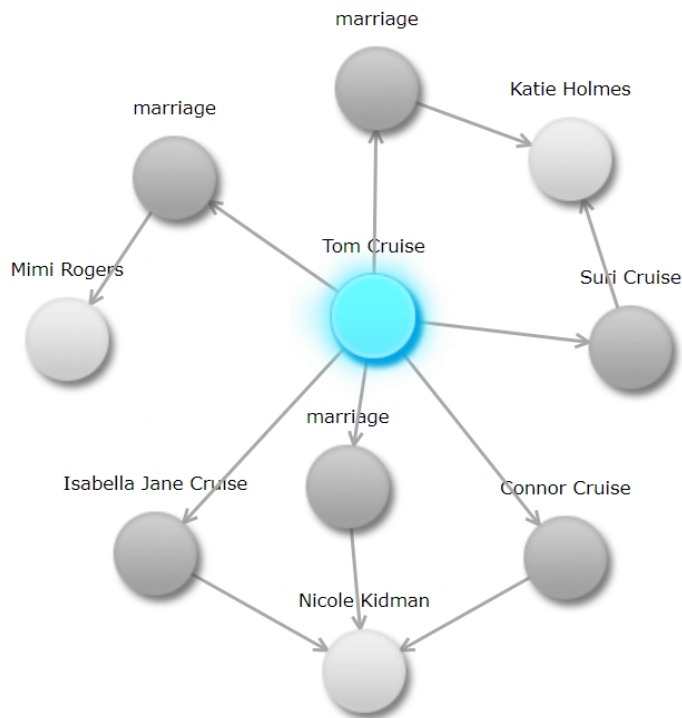 marriage
Katie Holmes
marriage
Tom Cruise
Mimi Rogers
Suri Cruise
marriage
Isabella Jane Cruise
Connor Cruise
Nicole Kidman